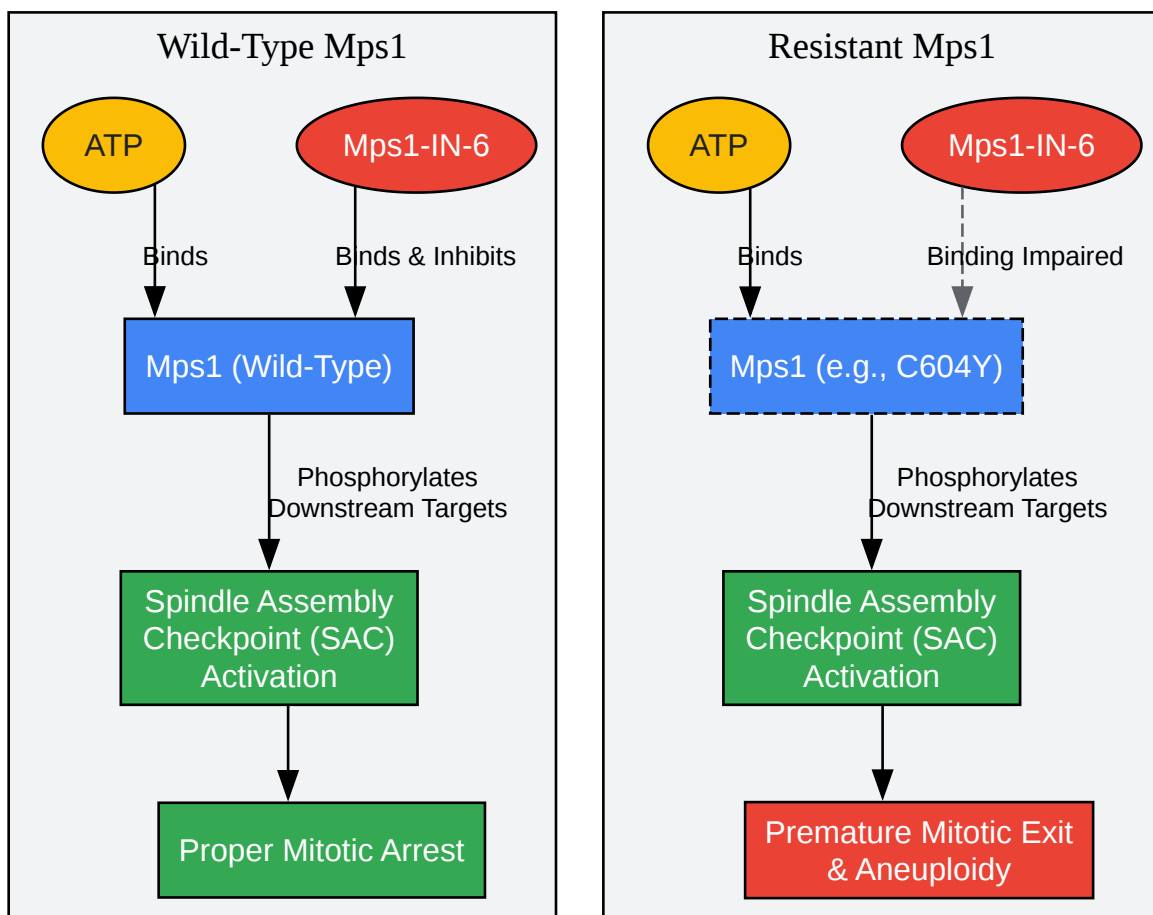 Wild-Type Mps1
ATP
Mps1-IN-6
Binds
Binds & Inhibits
Mps1 (Wild-Type)
Phosphorylates
Downstream Targets
Spindle Assembly
Checkpoint (SAC)
Activation
Proper Mitotic Arrest
Resistant Mps1
ATP
Mps1-IN-6
Binds
Binding Impaired
Mps1 (e.g., C604Y)
Phosphorylates
Downstream Targets
Spindle Assembly
Checkpoint (SAC)
Activation
Premature Mitotic Exit
& Aneuploidy